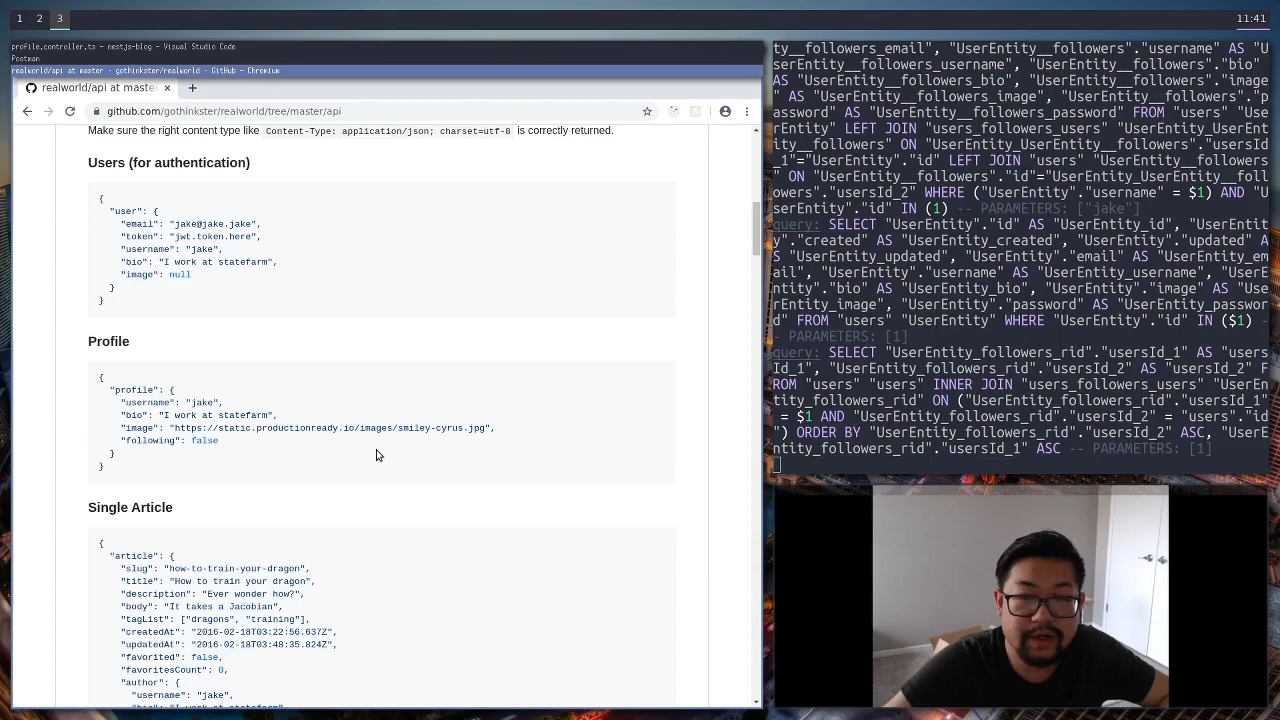 1 2 3
11:41
profile.controller.ts - nestjs-blog - Visual Studio Code
Postman
realworld/api at master · gothinkster/realworld · GitHub - Chromium
realworld/api at master
github.com/gothinkster/realworld/tree/master/api
Make sure the right content type like Content-Type: application/json; charset=utf-8 is correctly returned.
Users (for authentication)
{
"user": {
"email": "jake@jake.jake",
"token": "jwt.token.here",
"username": "jake",
"bio": "I work at statefarm",
"image": null
}
}
Profile
{
"profile": {
"username": "jake",
"bio": "I work at statefarm",
"image": "https://static.productionready.io/images/smiley-cyrus.jpg",
"following": false
}
}
Single Article
{
"article": {
"slug": "how-to-train-your-dragon",
"title": "How to train your dragon",
"description": "Ever wonder how?",
"body": "It takes a Jacobian",
"tagList": ["dragons", "training"],
"createdAt": "2016-02-18T03:22:56.637Z",
"updatedAt": "2016-02-18T03:48:35.824Z",
"favorited": false,
"favoritesCount": 0,
"author": {
"username": "jake",
"bio": "I work at statefarm",
ty__followers_email", "UserEntity__followers"."username" AS "U
serEntity__followers_username", "UserEntity__followers"."bio"
AS "UserEntity__followers_bio", "UserEntity__followers"."image
" AS "UserEntity__followers_image", "UserEntity__followers"."p
assword" AS "UserEntity__followers_password" FROM "users" "Use
rEntity" LEFT JOIN "users_followers_users" "UserEntity_UserEnt
ity__followers" ON "UserEntity_UserEntity__followers"."usersId
_1"="UserEntity"."id" LEFT JOIN "users" "UserEntity__followers
" ON "UserEntity__followers"."id"="UserEntity_UserEntity__foll
owers"."usersId_2" WHERE ("UserEntity"."username" = $1) AND "U
serEntity"."id" IN (1) -- PARAMETERS: ["jake"]
query: SELECT "UserEntity"."id" AS "UserEntity_id", "UserEntit
y"."created" AS "UserEntity_created", "UserEntity"."updated" A
S "UserEntity_updated", "UserEntity"."email" AS "UserEntity_em
ail", "UserEntity"."username" AS "UserEntity_username", "UserE
ntity"."bio" AS "UserEntity_bio", "UserEntity"."image" AS "Use
rEntity_image", "UserEntity"."password" AS "UserEntity_passwor
d" FROM "users" "UserEntity" WHERE "UserEntity"."id" IN ($1) -
- PARAMETERS: [1]
query: SELECT "UserEntity_followers_rid"."usersId_1" AS "users
Id_1", "UserEntity_followers_rid"."usersId_2" AS "usersId_2" F
ROM "users" "users" INNER JOIN "users_followers_users" "UserEn
tity_followers_rid" ON ("UserEntity_followers_rid"."usersId_1"
= $1 AND "UserEntity_followers_rid"."usersId_2" = "users"."id"
) ORDER BY "UserEntity_followers_rid"."usersId_2" ASC, "UserE
ntity_followers_rid"."usersId_1" ASC -- PARAMETERS: [1]